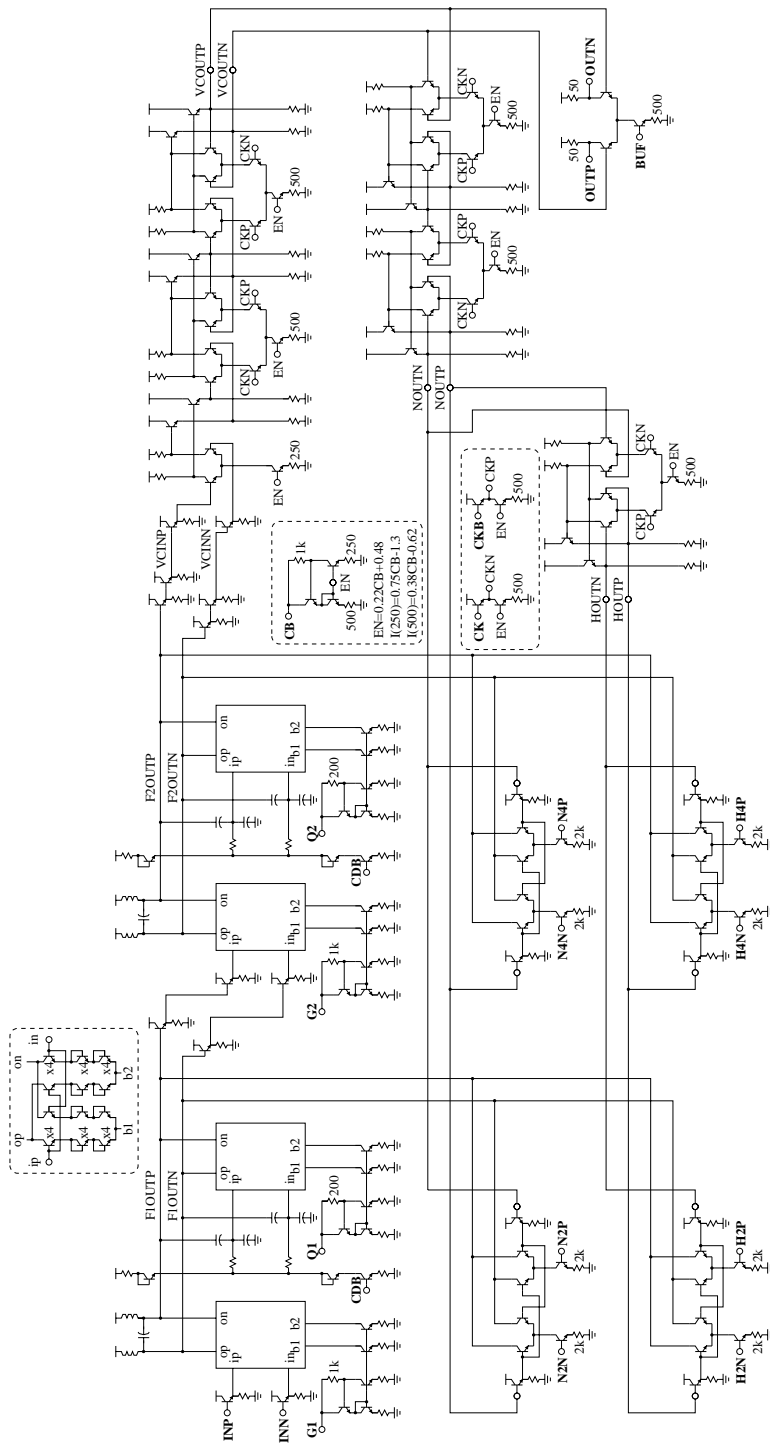 ip
op
on
in
x4
x4
x4
x4
x4
x4
b1
b2
F1OUTP
F1OUTN
F2OUTP
F2OUTN
VCINP
VCINN
VCOUTP
VCOUTN
INP
INN
op
on
ip
in
b1
b2
G1
1k
CDB
op
on
ip
in
b1
b2
Q1
200
op
on
ip
in
b1
b2
G2
1k
CDB
op
on
ip
in
b1
b2
Q2
200
EN
250
CKN
CKP
EN
500
CKP
CKN
EN
500
CB
1k
500
EN
250
EN=0.22CB+0.48
I(250)=0.75CB-1.3
I(500)=0.38CB-0.62
NOUTN
NOUTP
CKN
CKP
EN
500
CKP
CKN
EN
500
CK
CKN
EN
500
CKB
CKP
EN
500
50
OUTP
50
OUTN
BUF
500
HOUTN
HOUTP
CKP
CKN
EN
500
N2N
2k
N2P
2k
N4N
2k
N4P
2k
H2N
2k
H2P
2k
H4N
2k
H4P
2k